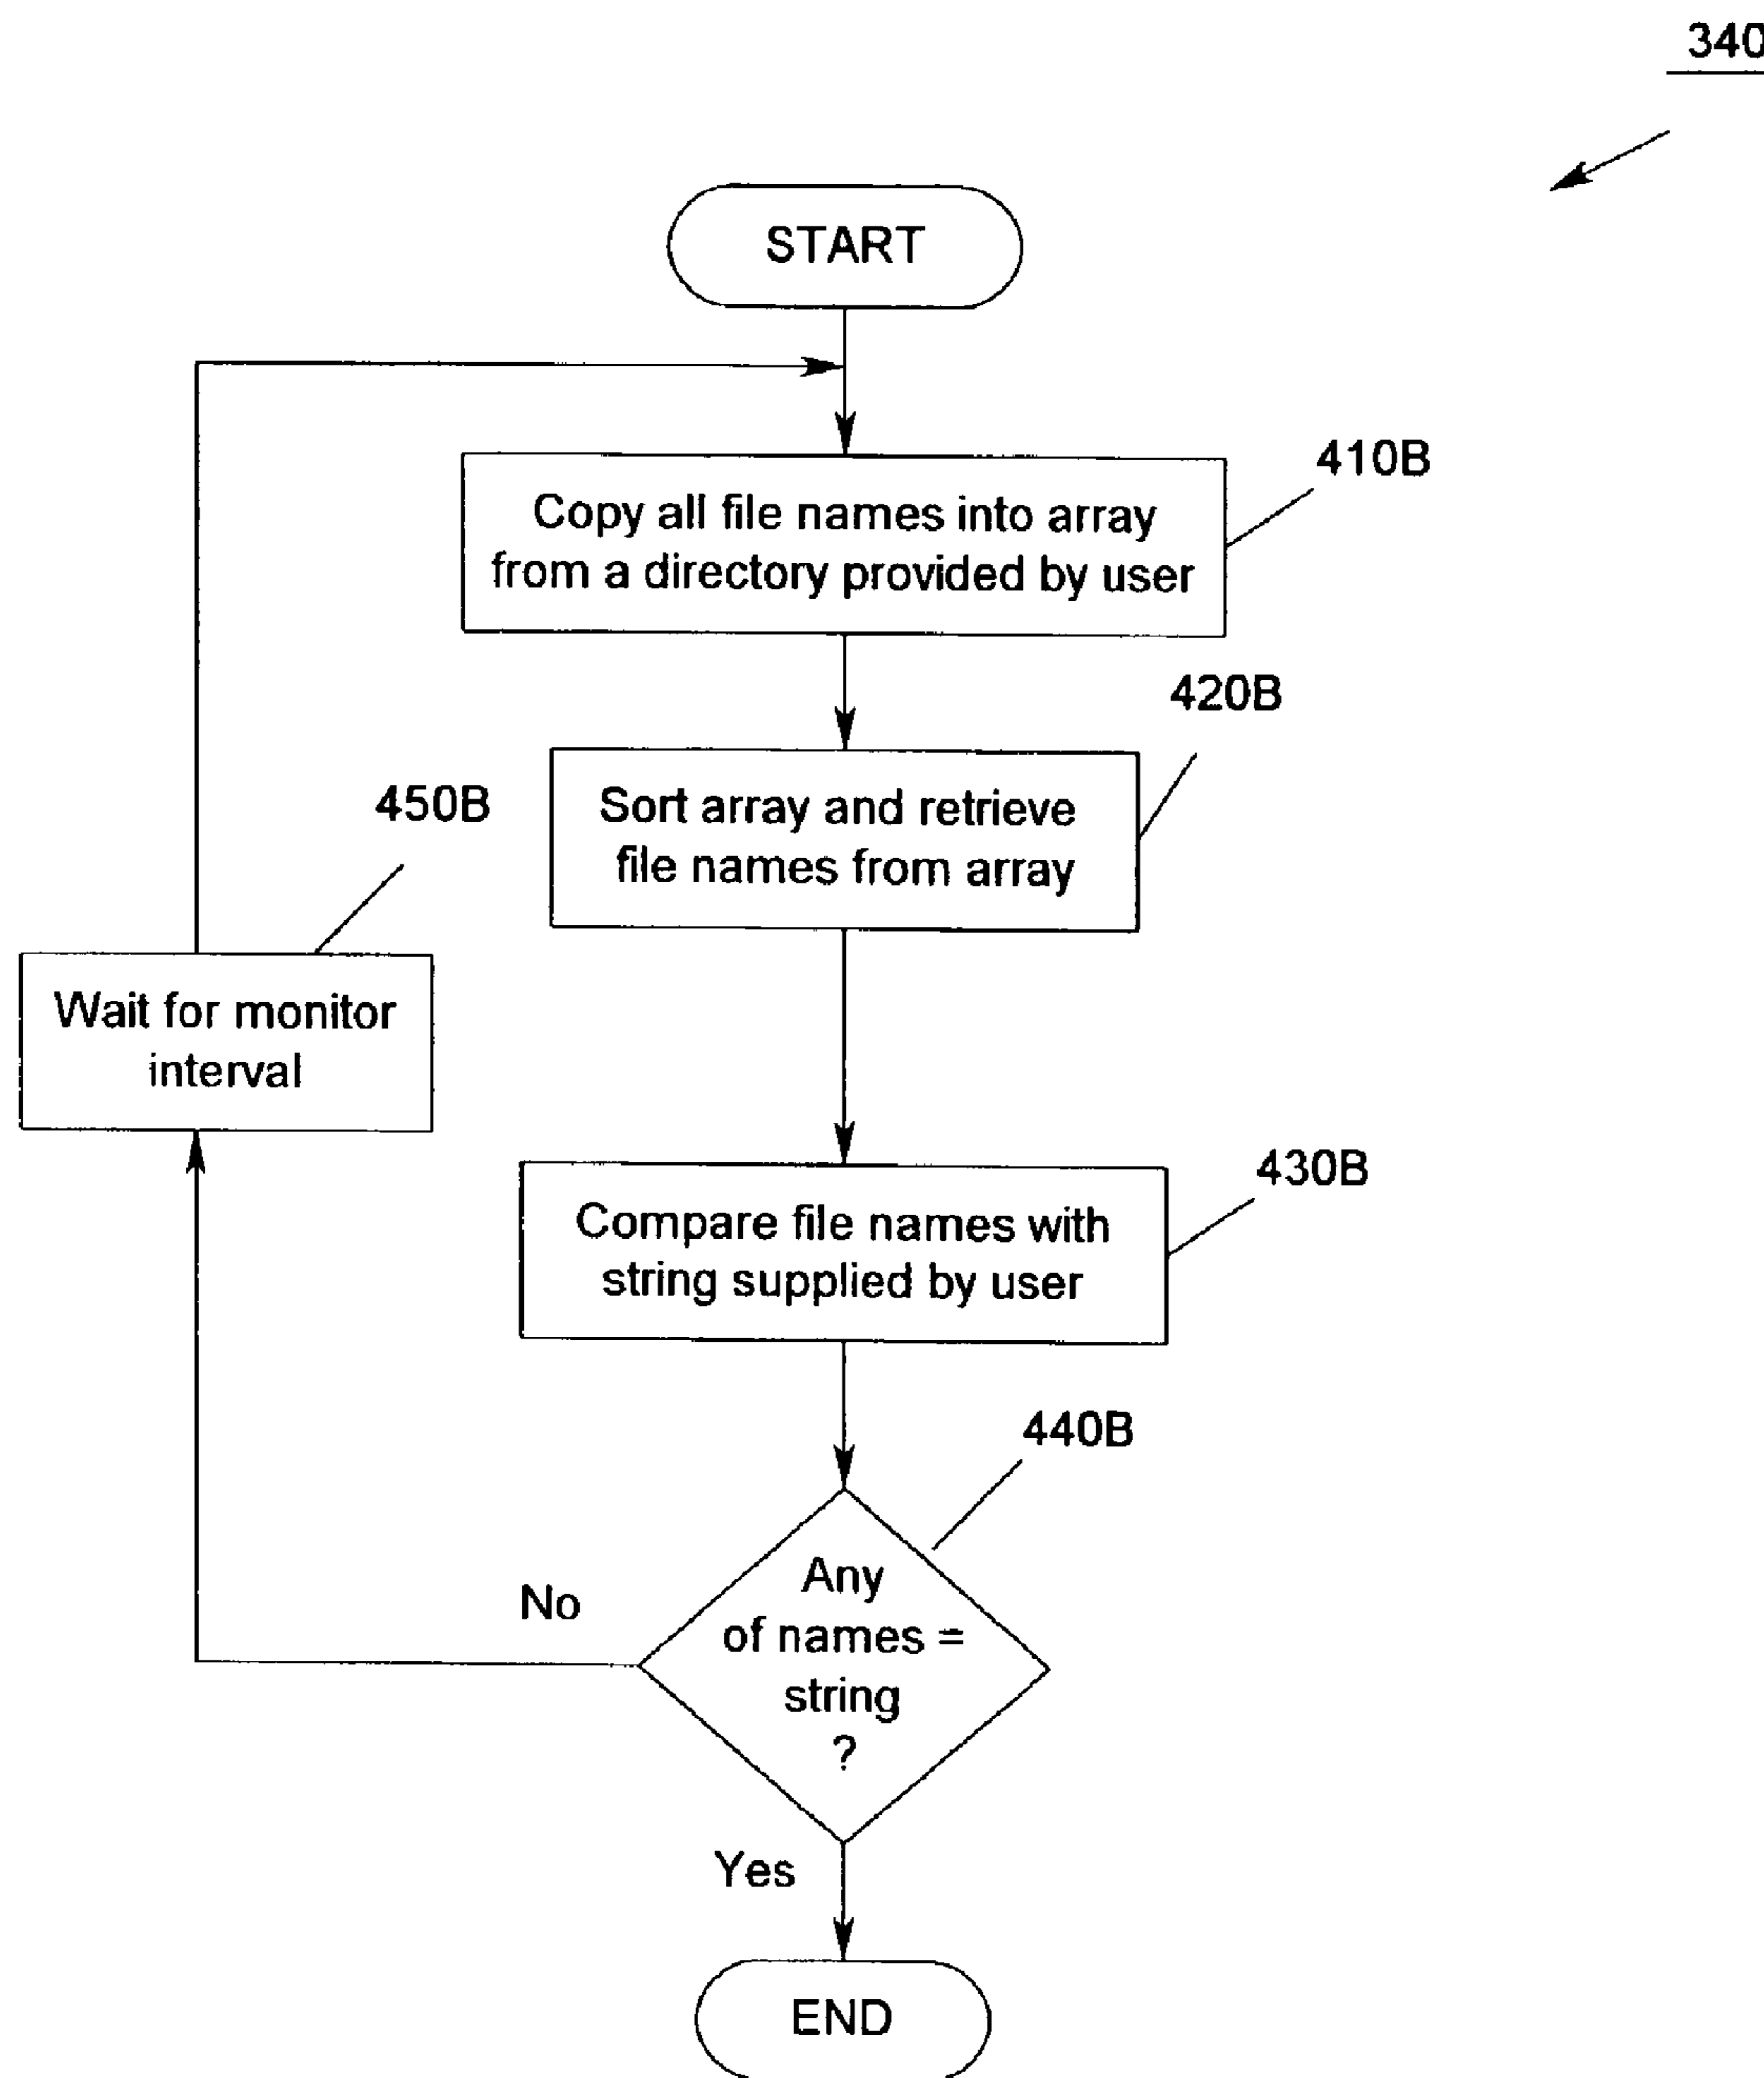 340
START
410B
Copy all file names into array
from a directory provided by user
420B
Sort array and retrieve
file names from array
450B
Wait for monitor
interval
430B
Compare file names with
string supplied by user
440B
Any
of names =
string
?
No
Yes
END